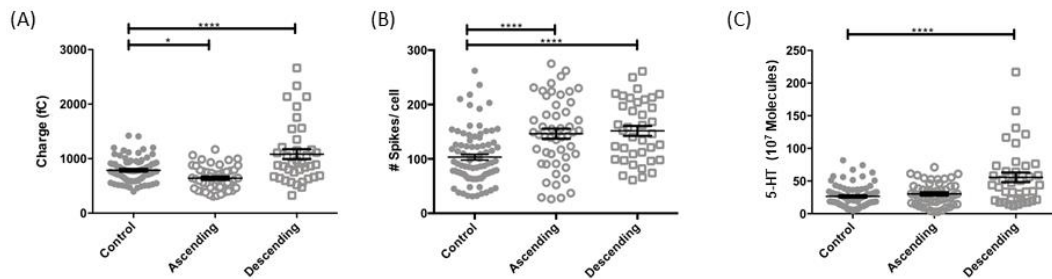 (A)
****
*
Charge (fC)
3000
2000
1000
0
Control
Ascending
Descending
(B)
****
****
# Spikes/ cell
300
200
100
0
Control
Ascending
Descending
(C)
****
5-HT (10⁷ Molecules)
250
200
150
100
50
0
Control
Ascending
Descending